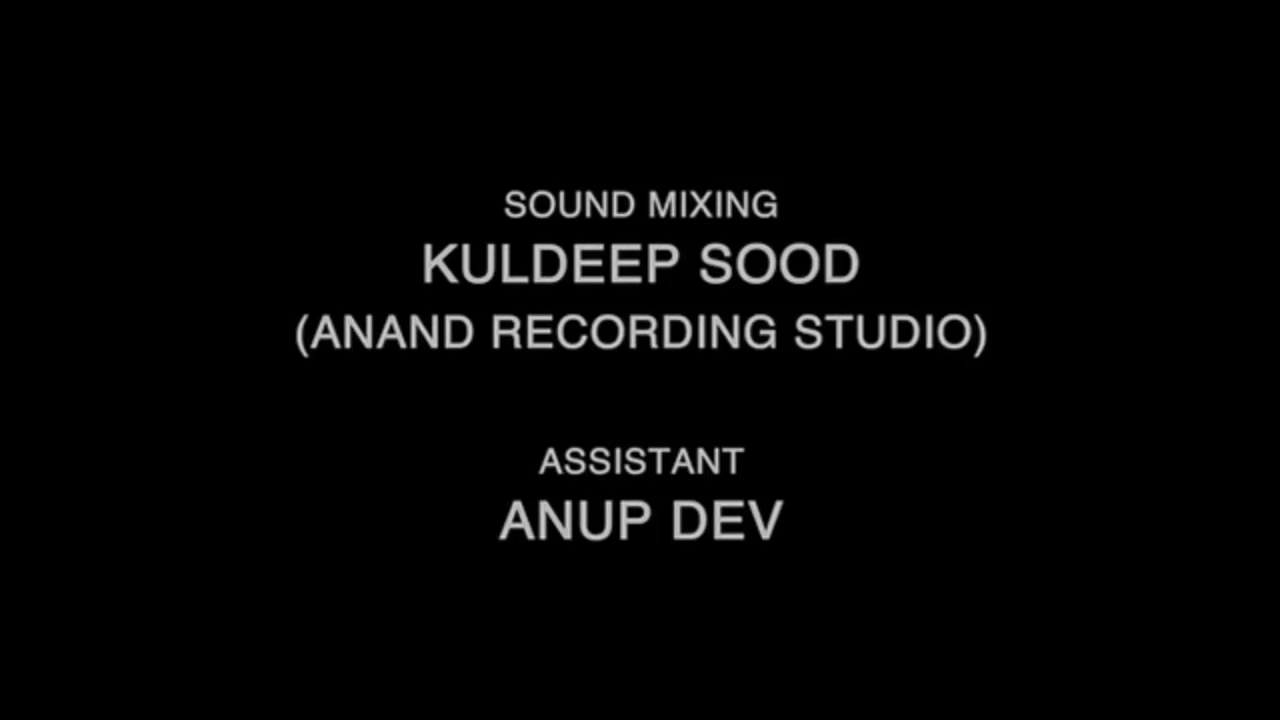 SOUND MIXING
KULDEEP SOOD
(ANAND RECORDING STUDIO)
ASSISTANT
ANUP DEV